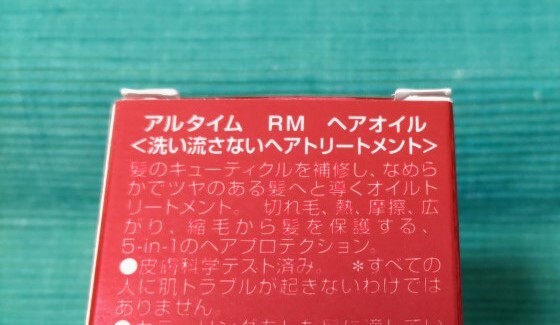 アルタイム RM ヘアオイル
<洗い流さないヘアトリートメント>
髪のキューティクルを補修し、なめら
かでツヤのある髪へと導くオイルト
リートメント。 切れ毛、熱、摩擦、広
がり、縮毛から髪を保護する、
5-in-1のヘアプロテクション。
●皮膚科学テスト済み。 *すべての
人に肌トラブルが起きないわけでは
ありません。